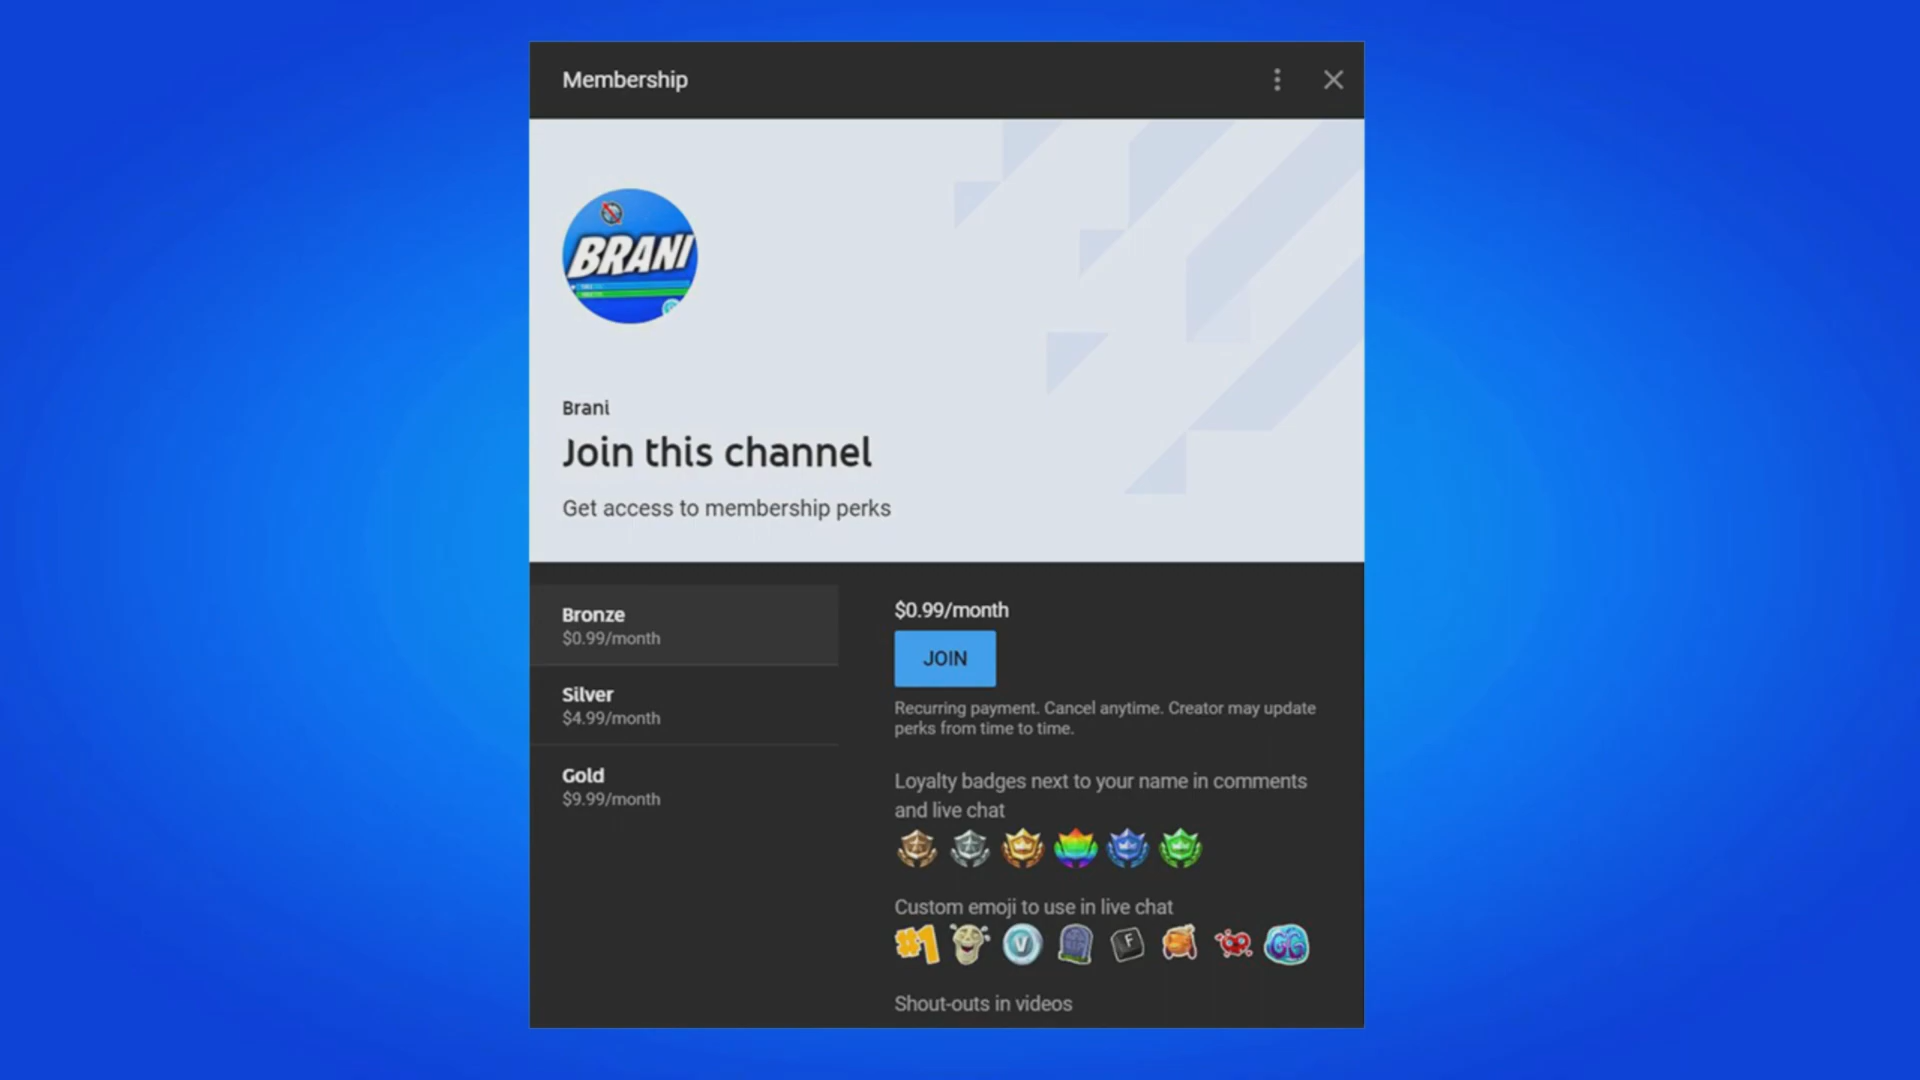 Membership
BRANI
Brani
Join this channel
Get access to membership perks
Bronze
$0.99/month
Silver
$4.99/month
Gold
$9.99/month
$0.99/month
JOIN
Recurring payment. Cancel anytime. Creator may update
perks from time to time.
Loyalty badges next to your name in comments
and live chat
Custom emoji to use in live chat
#1 V RIP F GG
Shout-outs in videos